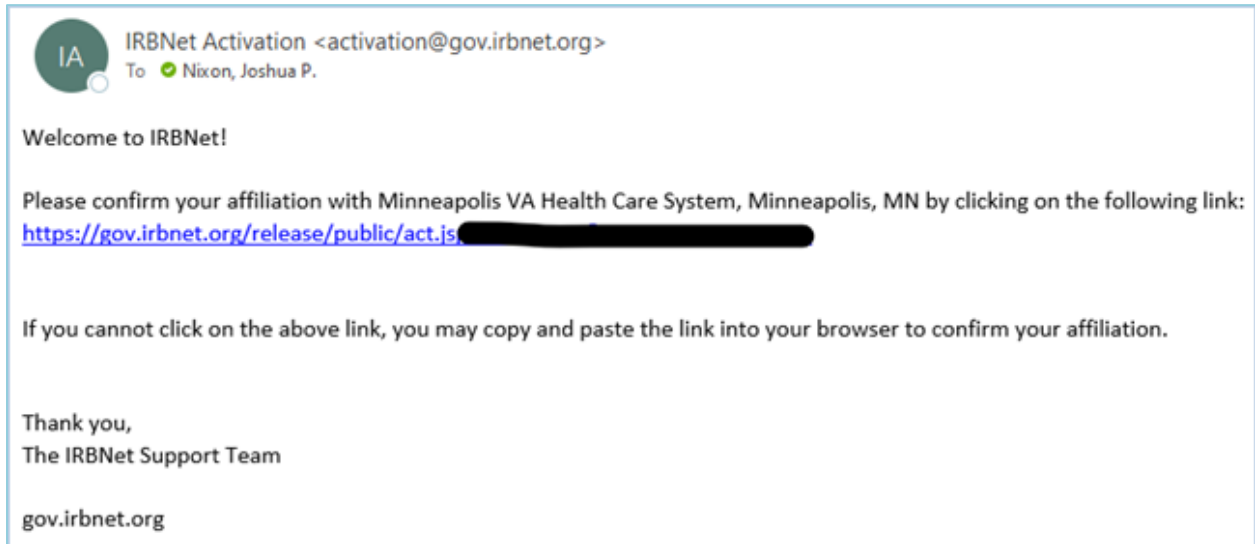 IA
IRBNet Activation <activation@gov.irbnet.org>
To Nixon, Joshua P.
Welcome to IRBNet!
Please confirm your affiliation with Minneapolis VA Health Care System, Minneapolis, MN by clicking on the following link:
https://gov.irbnet.org/release/public/act.js
If you cannot click on the above link, you may copy and paste the link into your browser to confirm your affiliation.
Thank you,
The IRBNet Support Team
gov.irbnet.org